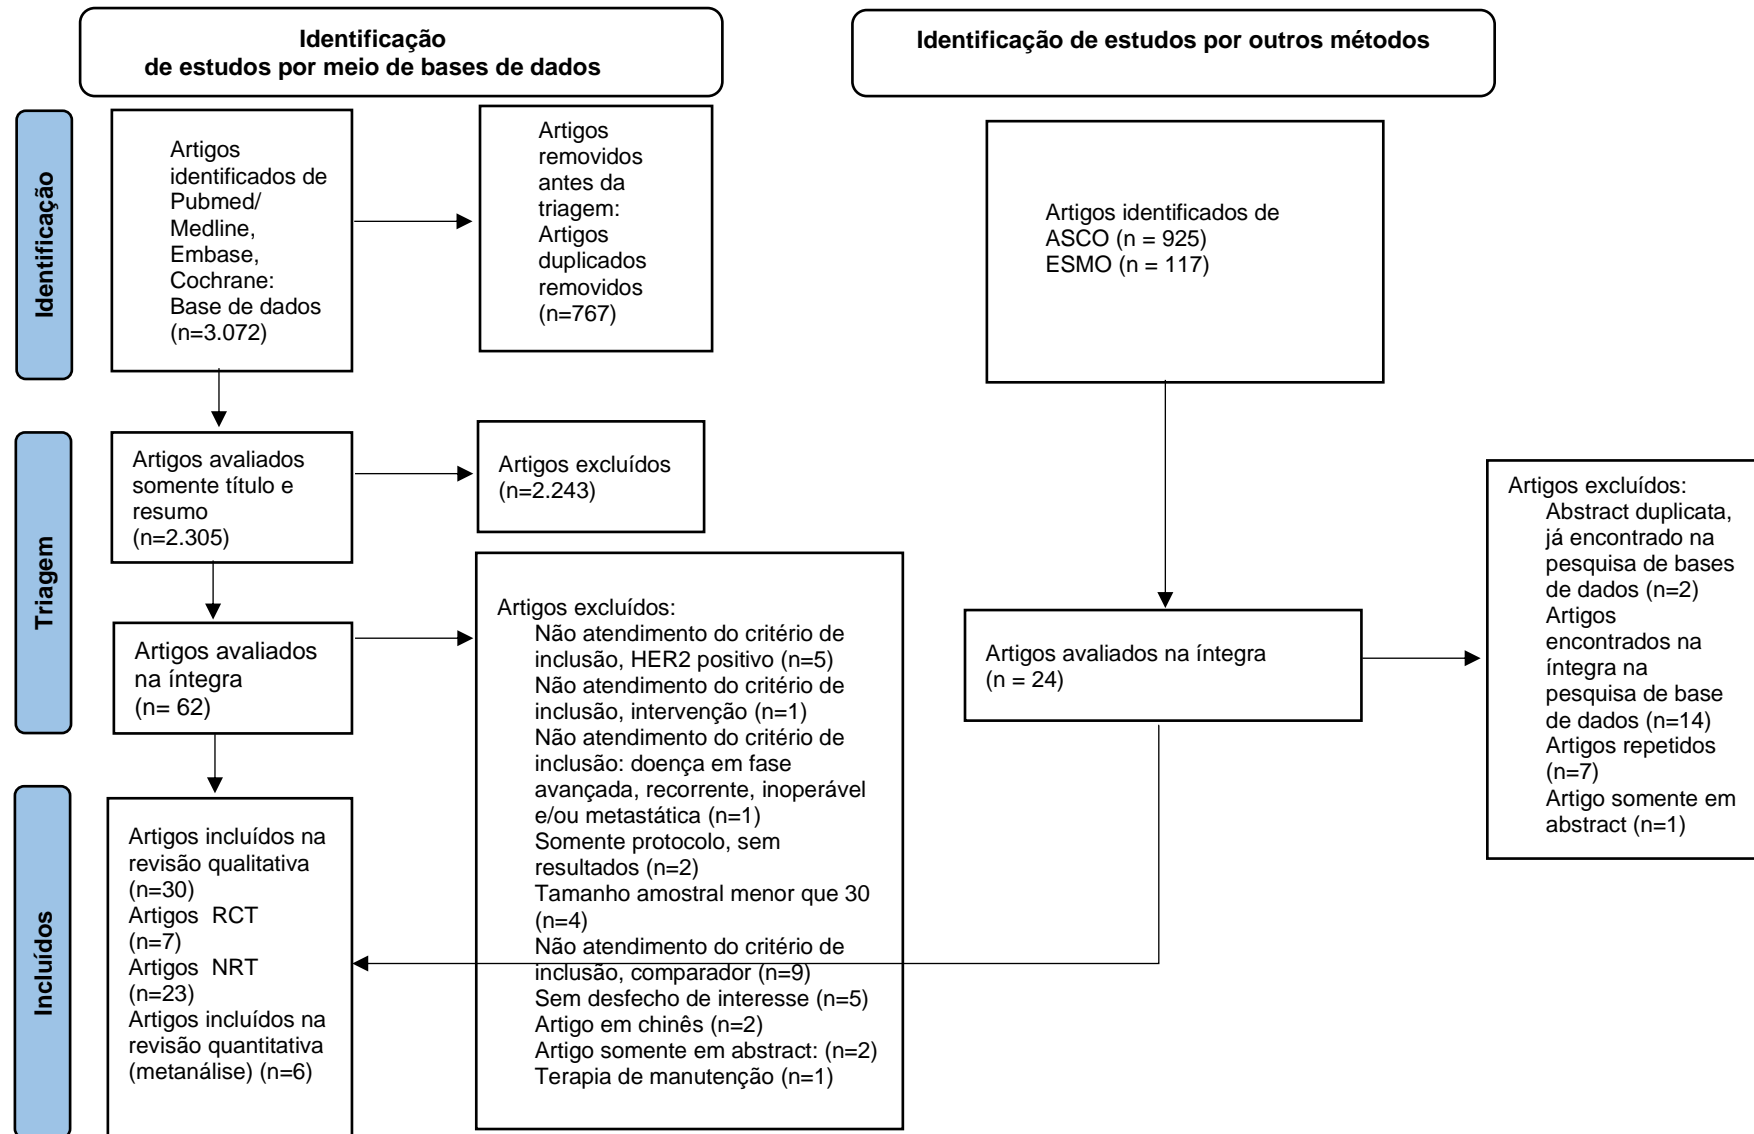 Identificação
de estudos por meio de bases de dados
Identificação de estudos por outros métodos
Identificação
Artigos
identificados de
Pubmed/
Medline,
Embase,
Cochrane:
Base de dados
(n=3.072)
Artigos
removidos
antes da
triagem:
Artigos
duplicados
removidos
(n=767)
Artigos identificados de
ASCO (n = 925)
ESMO (n = 117)
Triagem
Artigos avaliados
somente título e
resumo
(n=2.305)
Artigos excluídos
(n=2.243)
Artigos avaliados
na íntegra
(n= 62)
Artigos excluídos:
Não atendimento do critério de
inclusão, HER2 positivo (n=5)
Não atendimento do critério de
inclusão, intervenção (n=1)
Não atendimento do critério de
inclusão: doença em fase
avançada, recorrente, inoperável
e/ou metastática (n=1)
Somente protocolo, sem
resultados (n=2)
Tamanho amostral menor que 30
(n=4)
Não atendimento do critério de
inclusão, comparador (n=9)
Sem desfecho de interesse (n=5)
Artigo em chinês (n=2)
Artigo somente em abstract: (n=2)
Terapia de manutenção (n=1)
Artigos avaliados na íntegra
(n = 24)
Artigos excluídos:
Abstract duplicata,
já encontrado na
pesquisa de bases
de dados (n=2)
Artigos
encontrados na
íntegra na
pesquisa de base
de dados (n=14)
Artigos repetidos
(n=7)
Artigo somente em
abstract (n=1)
Incluídos
Artigos incluídos na
revisão qualitativa
(n=30)
Artigos RCT
(n=7)
Artigos NRT
(n=23)
Artigos incluídos na
revisão quantitativa
(metanálise) (n=6)